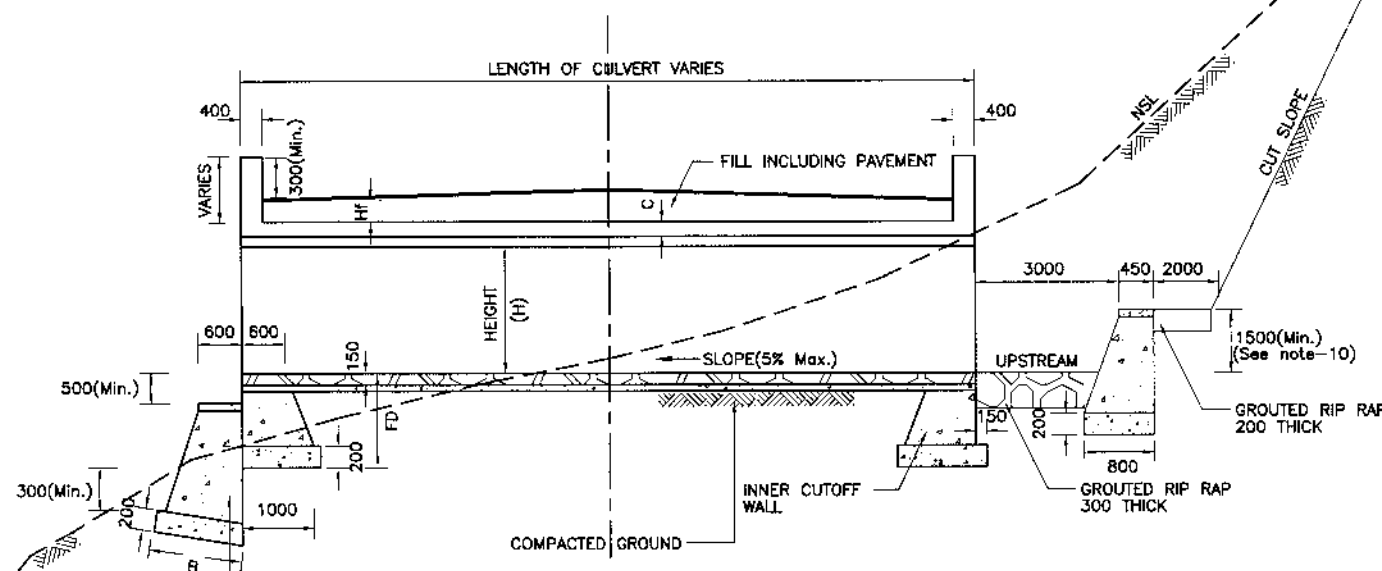 LENGTH OF CULVERT VARIES
400
400
NSL
CUT SLOPE
300(Min.)
VARIES
FILL INCLUDING PAVEMENT
Hf
C
3000
450
2000
HEIGHT
(H)
600
600
150
SLOPE(5% Max.)
UPSTREAM
1500(Min.)
(See note-10)
500(Min.)
FD
200
150
200
GROUTED RIP RAP
200 THICK
800
300(Min.)
200
1000
INNER CUTOFF
WALL
GROUTED RIP RAP
300 THICK
COMPACTED GROUND